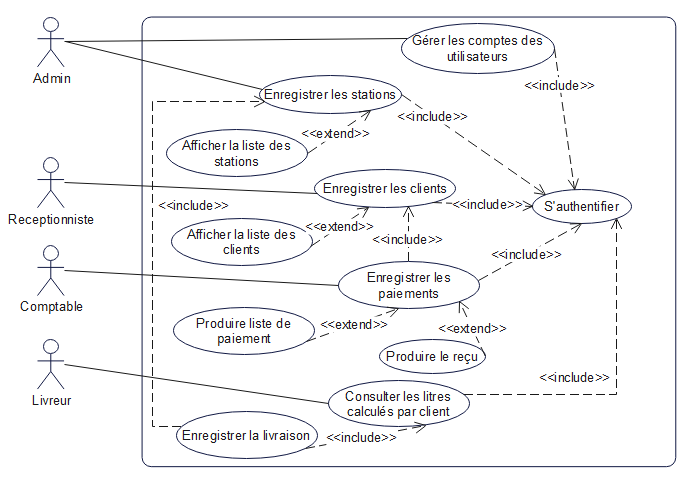 Gérer les comptes des
utilisateurs
Admin
<<include>>
Enregistrer les stations
<<include>>
<<extend>>
Afficher la liste des
stations
Enregistrer les clients
<<include>>
<<include>>
S'authentifier
Receptionniste
<<extend>>
Afficher la liste des
clients
<<include>>
<<include>>
Enregistrer les
paiements
Comptable
Produire liste de
paiement
<<extend>>
<<extend>>
Produire le reçu
<<include>>
Livreur
Consulter les litres
calculés par client
Enregistrer la livraison
<<include>>